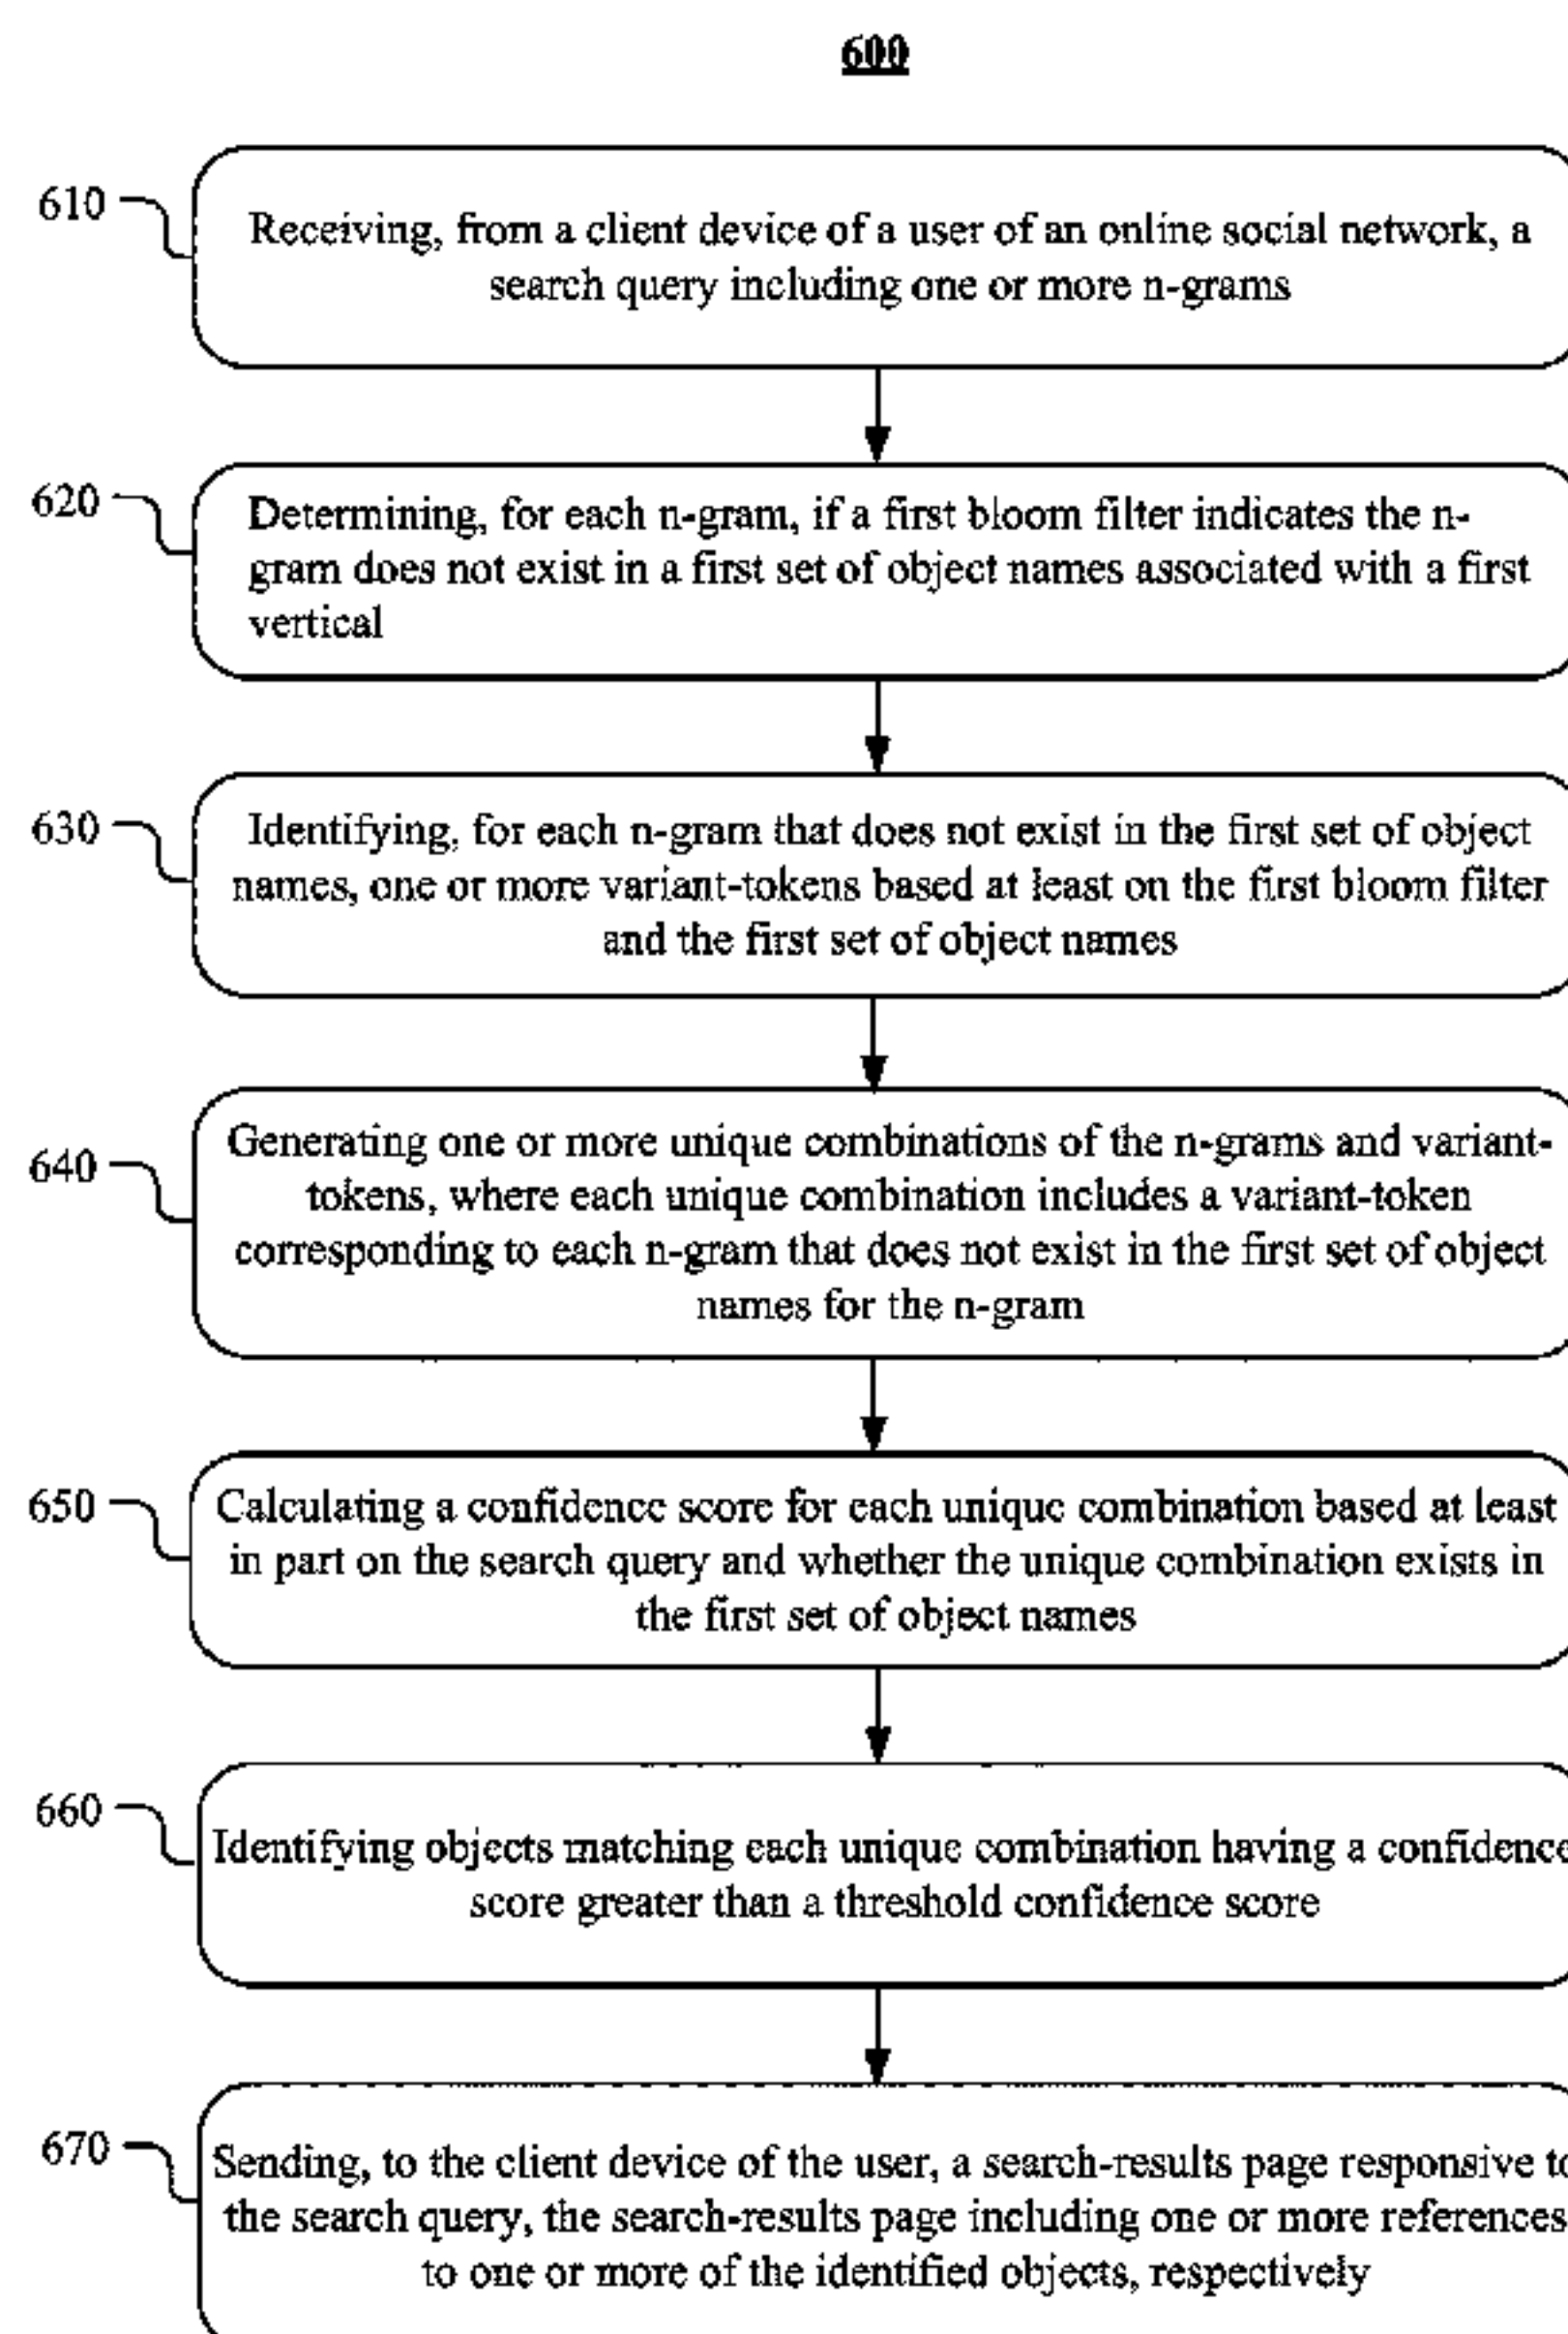 600
610
Receiving, from a client device of a user of an online social network, a
search query including one or more n-grams
620
Determining, for each n-gram, if a first bloom filter indicates the n-
gram does not exist in a first set of object names associated with a first
vertical
630
Identifying, for each n-gram that does not exist in the first set of object
names, one or more variant-tokens based at least on the first bloom filter
and the first set of object names
640
Generating one or more unique combinations of the n-grams and variant-
tokens, where each unique combination includes a variant-token
corresponding to each n-gram that does not exist in the first set of object
names for the n-gram
650
Calculating a confidence score for each unique combination based at least
in part on the search query and whether the unique combination exists in
the first set of object names
660
Identifying objects matching each unique combination having a confidence
score greater than a threshold confidence score
670
Sending, to the client device of the user, a search-results page responsive to
the search query, the search-results page including one or more references
to one or more of the identified objects, respectively